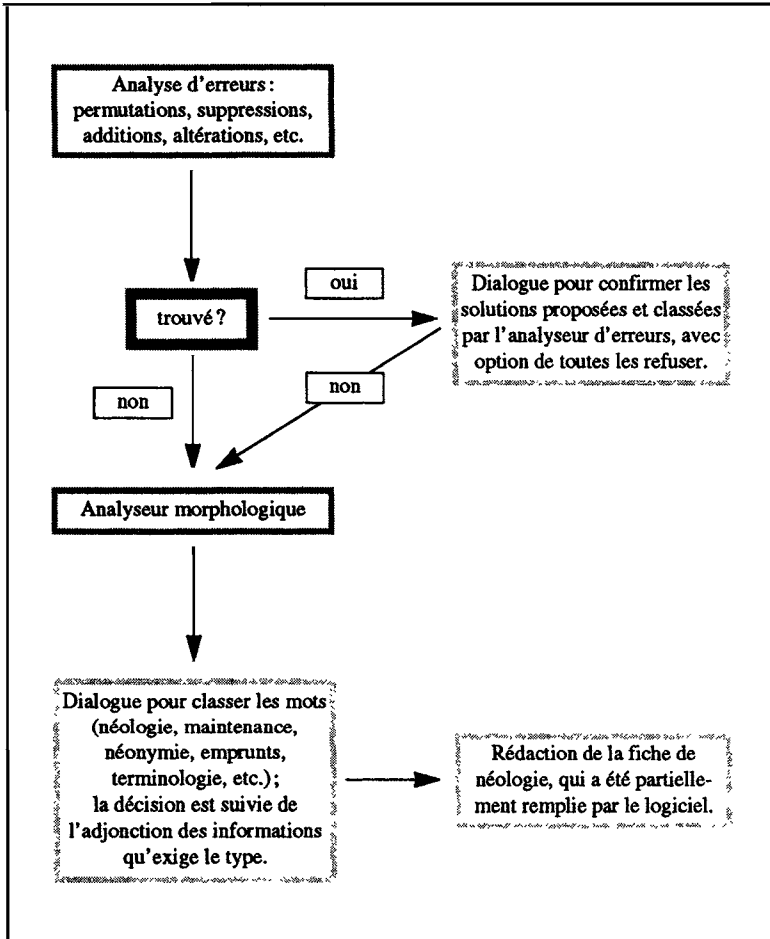 Analyse d'erreurs :
permutations, suppressions,
additions, altérations, etc.
trouvé ?
oui
Dialogue pour confirmer les
solutions proposées et classées
par l'analyseur d'erreurs, avec
option de toutes les refuser.
non
non
Analyseur morphologique
Dialogue pour classer les mots
(néologie, maintenance,
néonymie, emprunts,
terminologie, etc.) ;
la décision est suivie de
l'adjonction des informations
qu'exige le type.
Rédaction de la fiche de
néologie, qui a été partielle-
ment remplie par le logiciel.